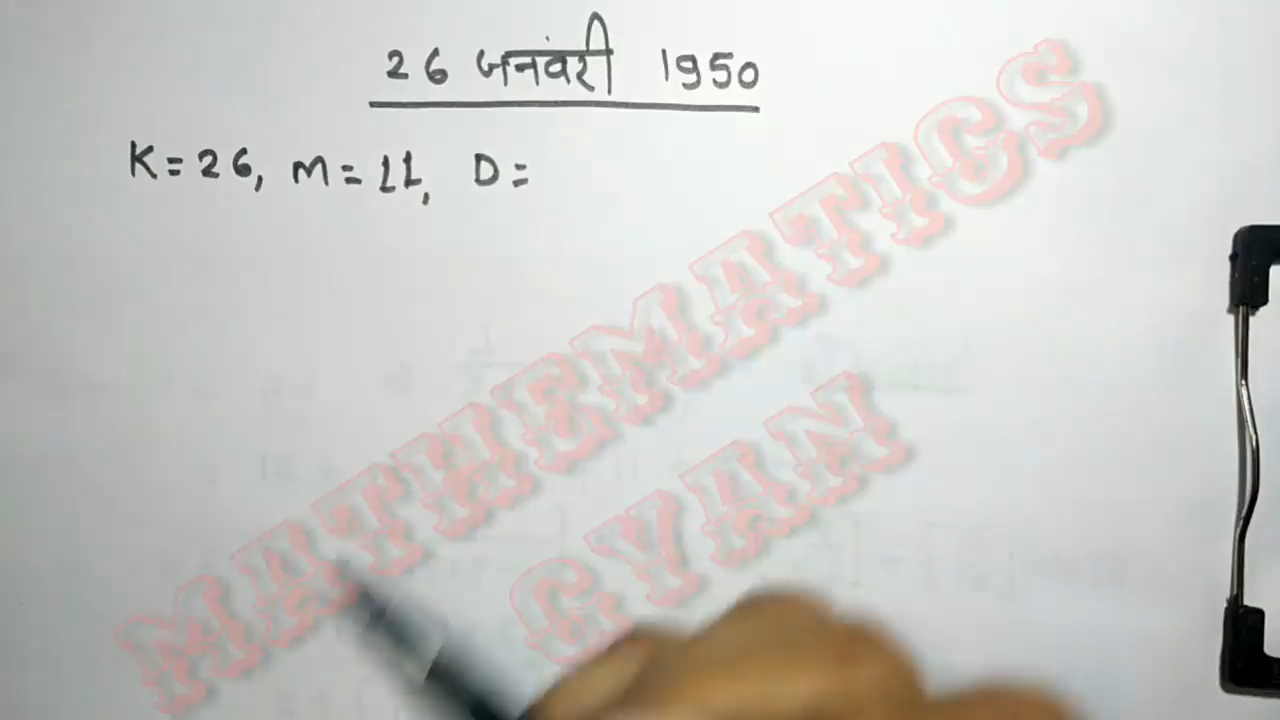 26 जनवरी 1950
K=26, M=11, D=
MATHEMATICS
GYAN